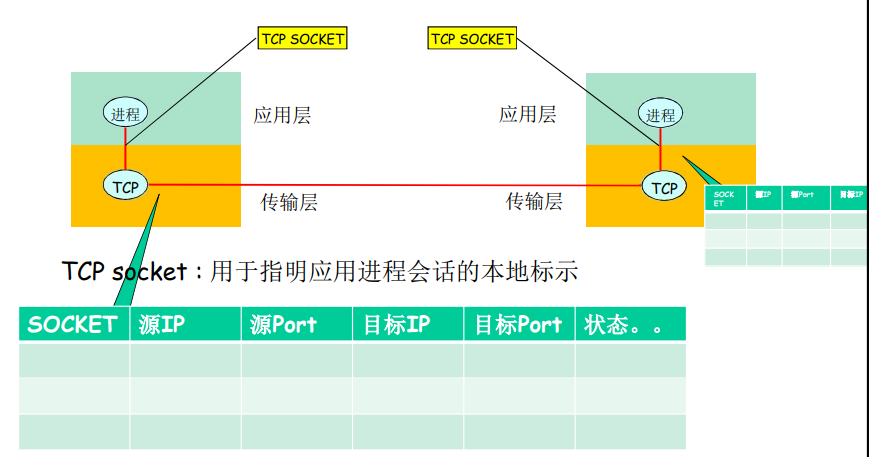 TCP SOCKET
TCP SOCKET
进程
应用层
应用层
进程
TCP
传输层
传输层
TCP
SOCK
ET
源IP
源Port
目标IP
TCP socket：用于指明应用进程会话的本地标示
SOCKET 源IP 源Port 目标IP 目标Port 状态。。